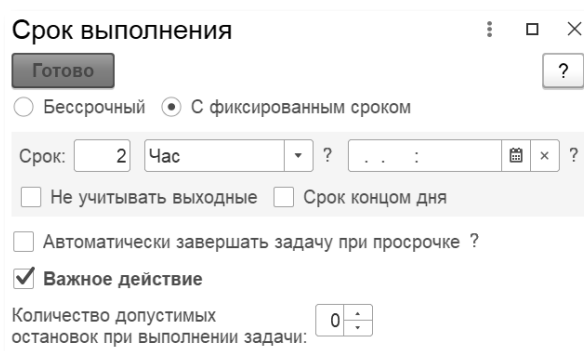 Срок выполнения
Готово ?
Бессрочный С фиксированным сроком
Срок: 2 Час ? . . : ?
Не учитывать выходные Срок концом дня
Автоматически завершать задачу при просрочке ?
Важное действие
Количество допустимых
остановок при выполнении задачи: 0